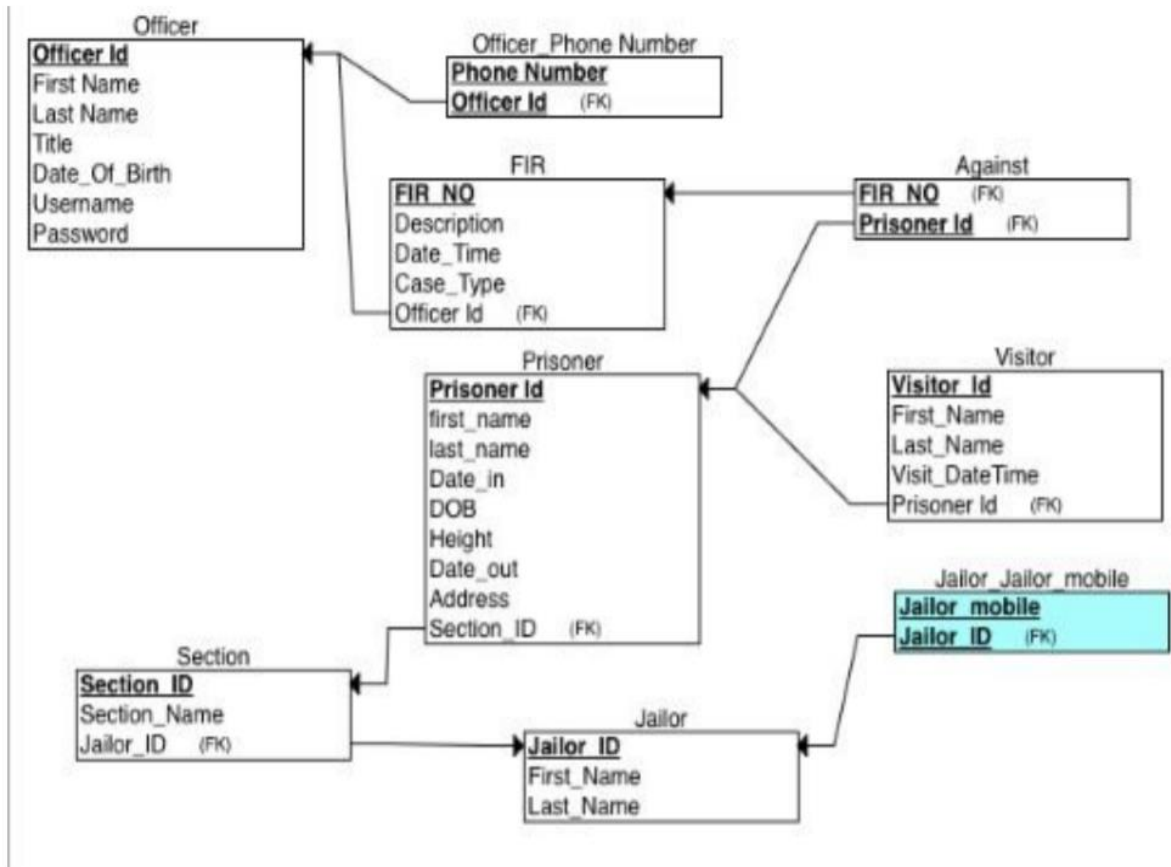 Officer
Officer Id
First Name
Last Name
Title
Date_Of_Birth
Username
Password
Officer_Phone Number
Phone Number
Officer Id (FK)
FIR
FIR_NO
Description
Date_Time
Case_Type
Officer Id (FK)
Against
FIR_NO (FK)
Prisoner Id (FK)
Prisoner
Prisoner Id
first_name
last_name
Date_in
DOB
Height
Date_out
Address
Section_ID (FK)
Visitor
Visitor_Id
First_Name
Last_Name
Visit_DateTime
Prisoner Id (FK)
Jailor_Jailor_mobile
Jailor_mobile
Jailor_ID (FK)
Section
Section_ID
Section_Name
Jailor_ID (FK)
Jailor
Jailor_ID
First_Name
Last_Name